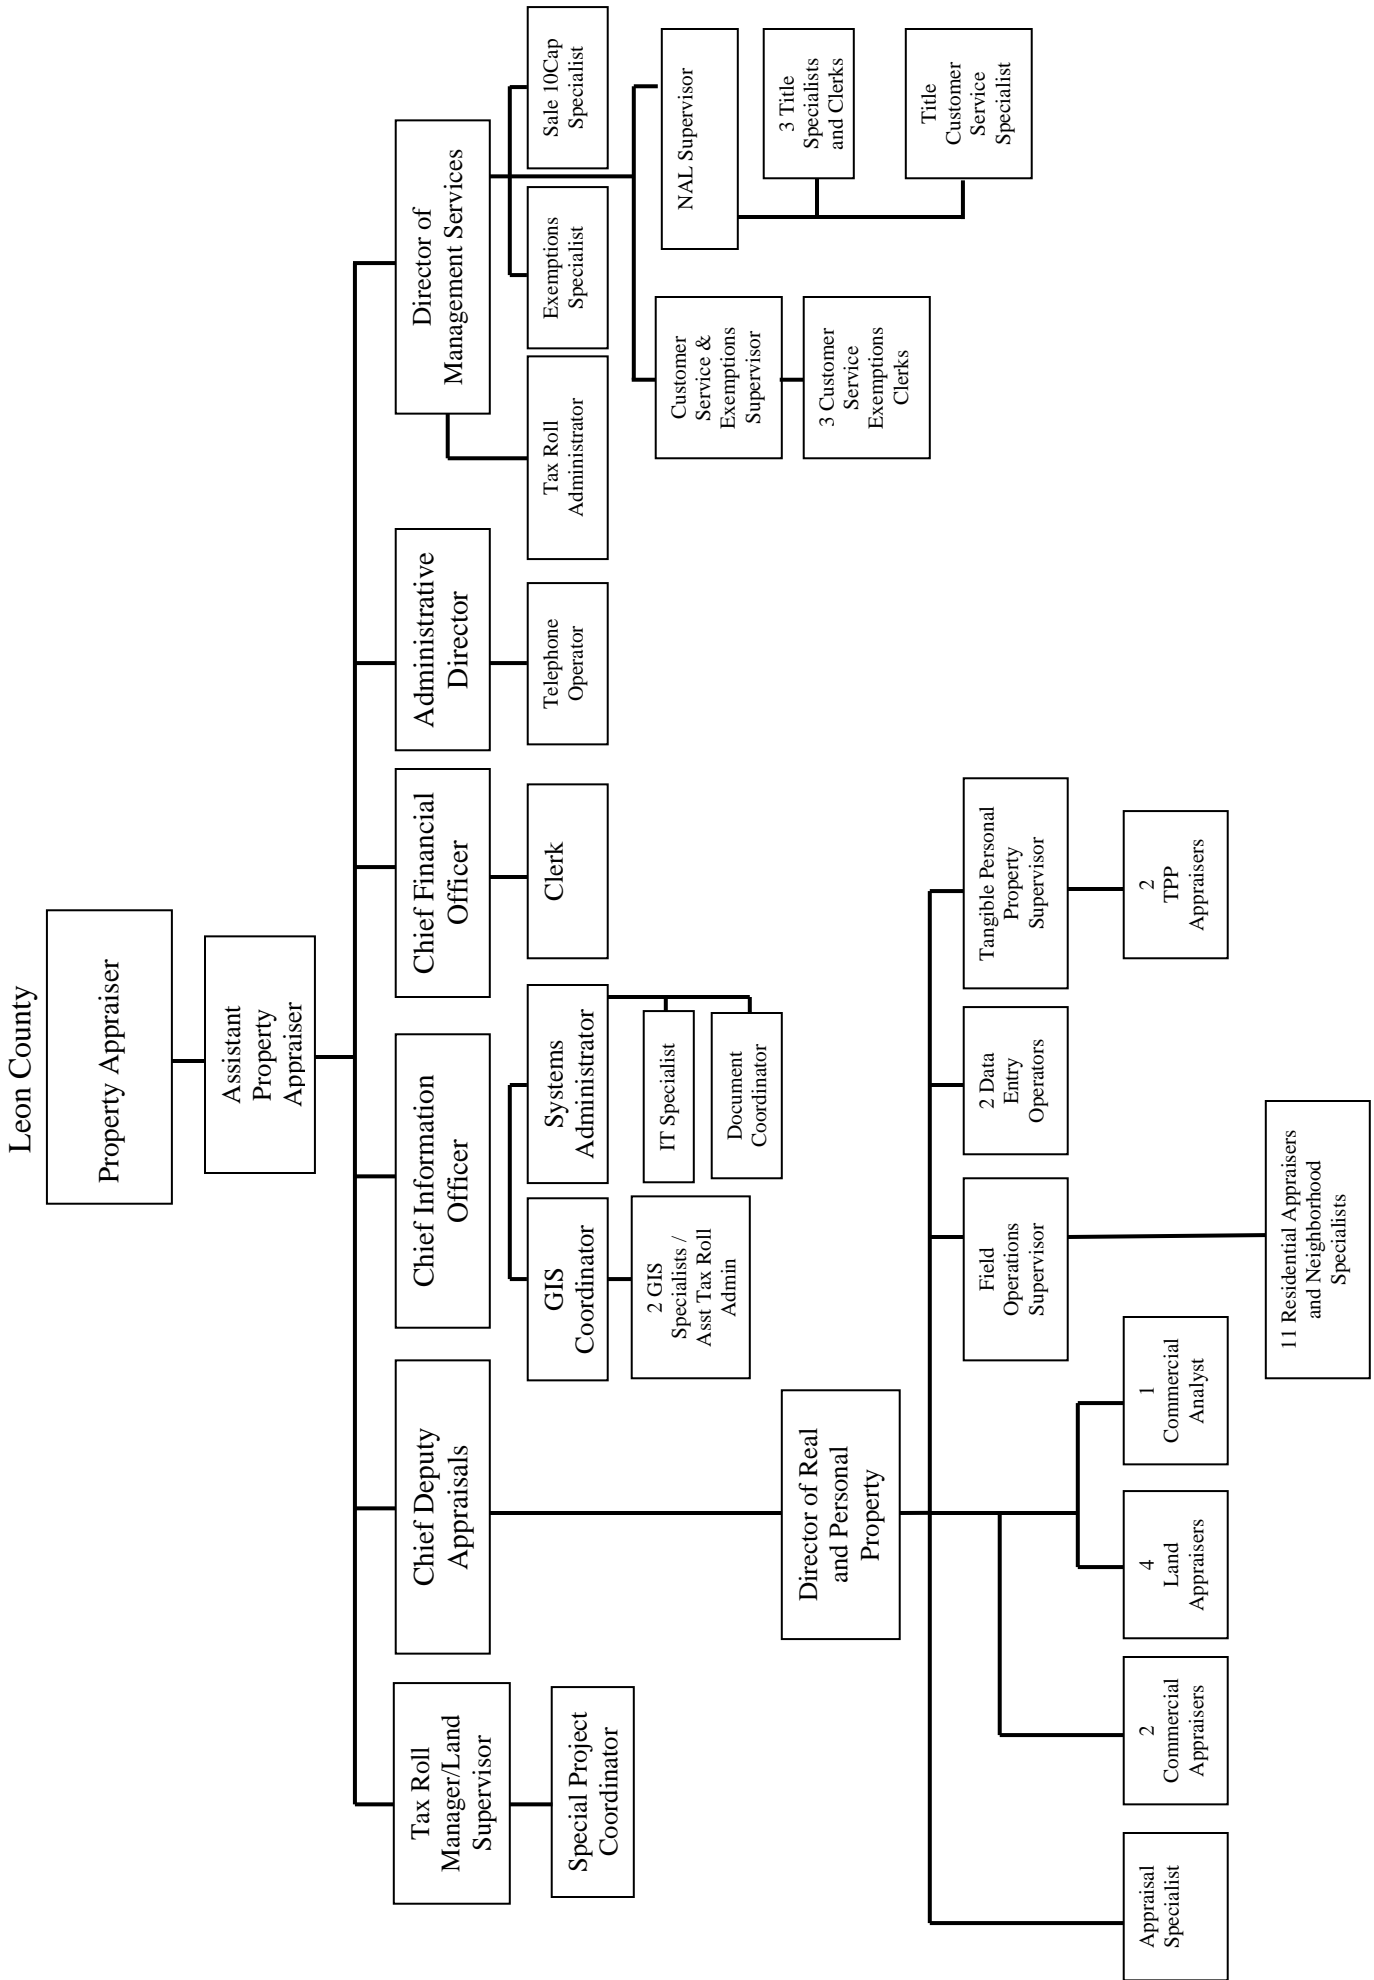 Leon County
Property Appraiser
Assistant
Property
Appraiser
Tax Roll
Manager/Land
Supervisor
Chief Deputy
Appraisals
Chief Information
Officer
Chief Financial
Officer
Administrative
Director
Director of
Management Services
Special Project
Coordinator
GIS
Coordinator
Systems
Administrator
Clerk
Telephone
Operator
Tax Roll
Administrator
Exemptions
Specialist
Sale 10Cap
Specialist
2 GIS
Specialists /
Asst Tax Roll
Admin
IT Specialist
Document
Coordinator
Customer
Service &
Exemptions
Supervisor
NAL Supervisor
3 Customer
Service
Exemptions
Clerks
3 Title
Specialists
and Clerks
Title
Customer
Service
Specialist
Director of Real
and Personal
Property
Field
Operations
Supervisor
2 Data
Entry
Operators
Tangible Personal
Property
Supervisor
Appraisal
Specialist
2
Commercial
Appraisers
4
Land
Appraisers
1
Commercial
Analyst
2
TPP
Appraisers
11 Residential Appraisers
and Neighborhood
Specialists